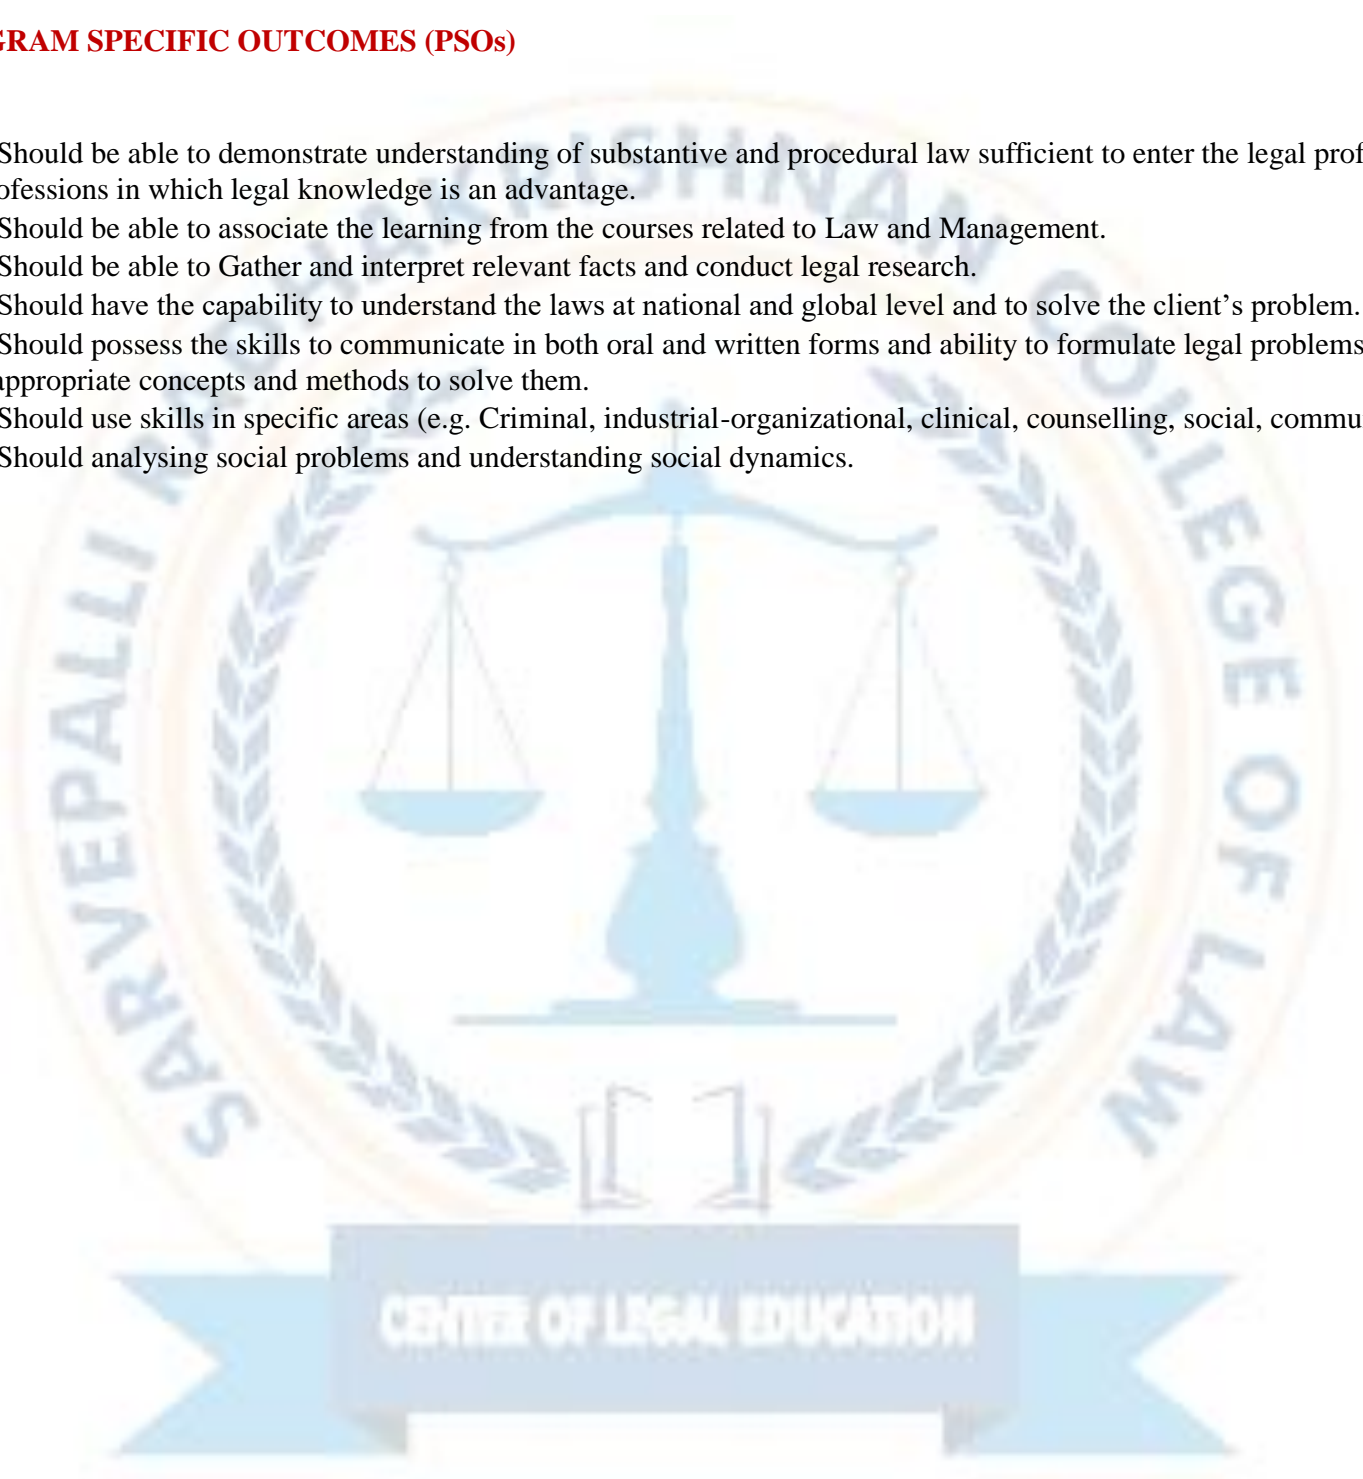 GRAM SPECIFIC OUTCOMES (PSOs)
Should be able to demonstrate understanding of substantive and procedural law sufficient to enter the legal prof
ofessions in which legal knowledge is an advantage.
Should be able to associate the learning from the courses related to Law and Management.
Should be able to Gather and interpret relevant facts and conduct legal research.
Should have the capability to understand the laws at national and global level and to solve the client's problem.
Should possess the skills to communicate in both oral and written forms and ability to formulate legal problems
appropriate concepts and methods to solve them.
Should use skills in specific areas (e.g. Criminal, industrial-organizational, clinical, counselling, social, commu
Should analysing social problems and understanding social dynamics.
SARVEPALLI RADHAKRISHNAN COLLEGE OF LAW
CENTER OF LEGAL EDUCATION